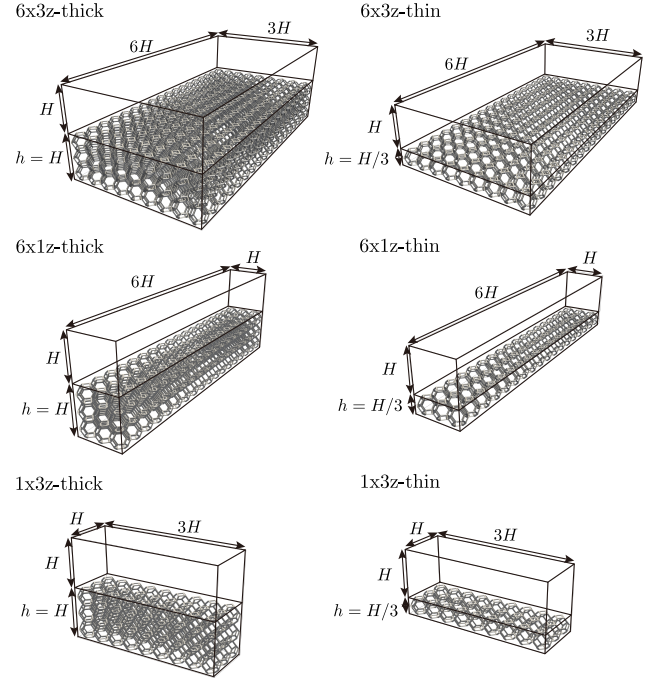 6x3z-thick
6H
3H
H
h = H
6x3z-thin
6H
3H
H
h = H/3
6x1z-thick
6H
H
H
h = H
6x1z-thin
6H
H
H
h = H/3
1x3z-thick
H
3H
H
h = H
1x3z-thin
H
3H
H
h = H/3